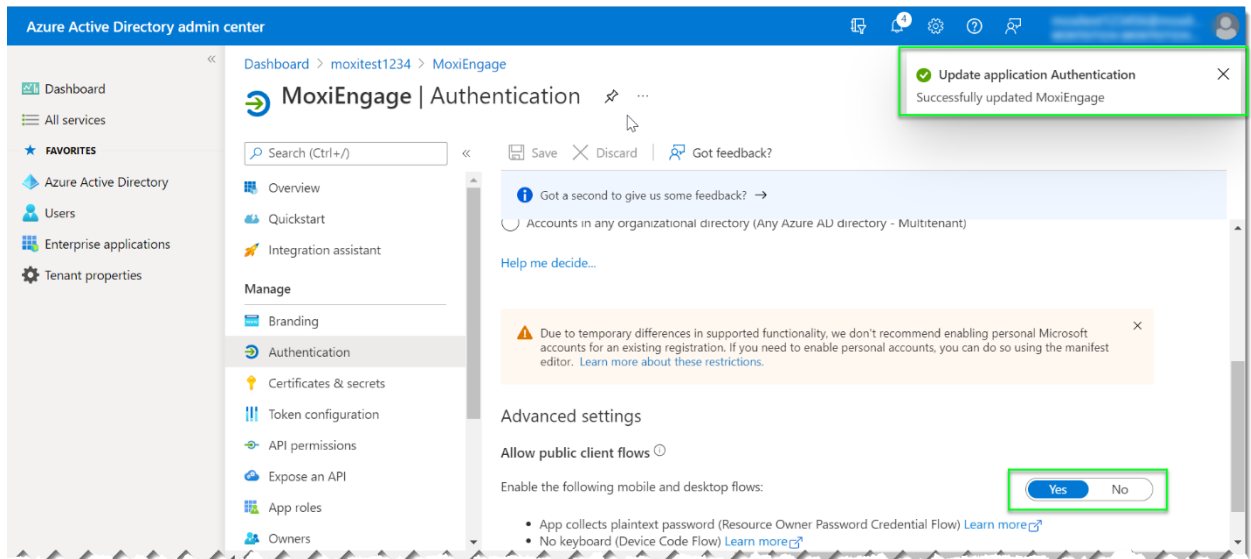 Azure Active Directory admin center
4
Dashboard > moxitest1234 > MoxiEngage
MoxiEngage | Authentication
Update application Authentication
Successfully updated MoxiEngage
Dashboard
All services
FAVORITES
Azure Active Directory
Users
Enterprise applications
Tenant properties
Search (Ctrl+/)
Overview
Quickstart
Integration assistant
Manage
Branding
Authentication
Certificates & secrets
Token configuration
API permissions
Expose an API
App roles
Owners
Save Discard Got feedback?
Got a second to give us some feedback? →
Accounts in any organizational directory (Any Azure AD directory - Multitenant)
Help me decide...
Due to temporary differences in supported functionality, we don't recommend enabling personal Microsoft
accounts for an existing registration. If you need to enable personal accounts, you can do so using the manifest
editor. Learn more about these restrictions.
Advanced settings
Allow public client flows
Enable the following mobile and desktop flows:
Yes No
• App collects plaintext password (Resource Owner Password Credential Flow) Learn more
• No keyboard (Device Code Flow) Learn more